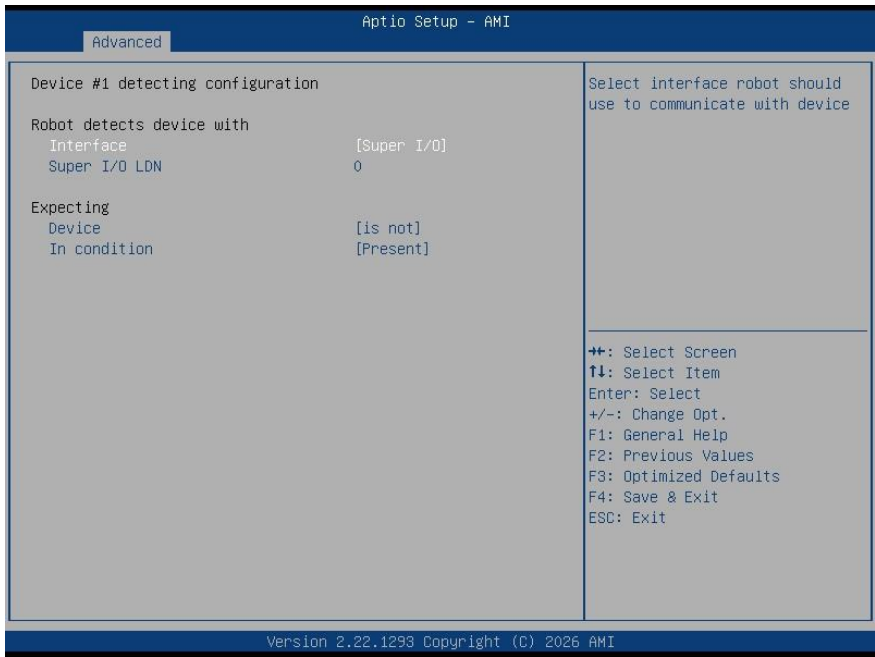 Aptio Setup - AMI
Advanced
Device #1 detecting configuration
Robot detects device with
Interface [Super I/O]
Super I/O LDN 0
Expecting
Device [is not]
In condition [Present]
Select interface robot should
use to communicate with device
→←: Select Screen
↑↓: Select Item
Enter: Select
+/-: Change Opt.
F1: General Help
F2: Previous Values
F3: Optimized Defaults
F4: Save & Exit
ESC: Exit
Version 2.22.1293 Copyright (C) 2026 AMI